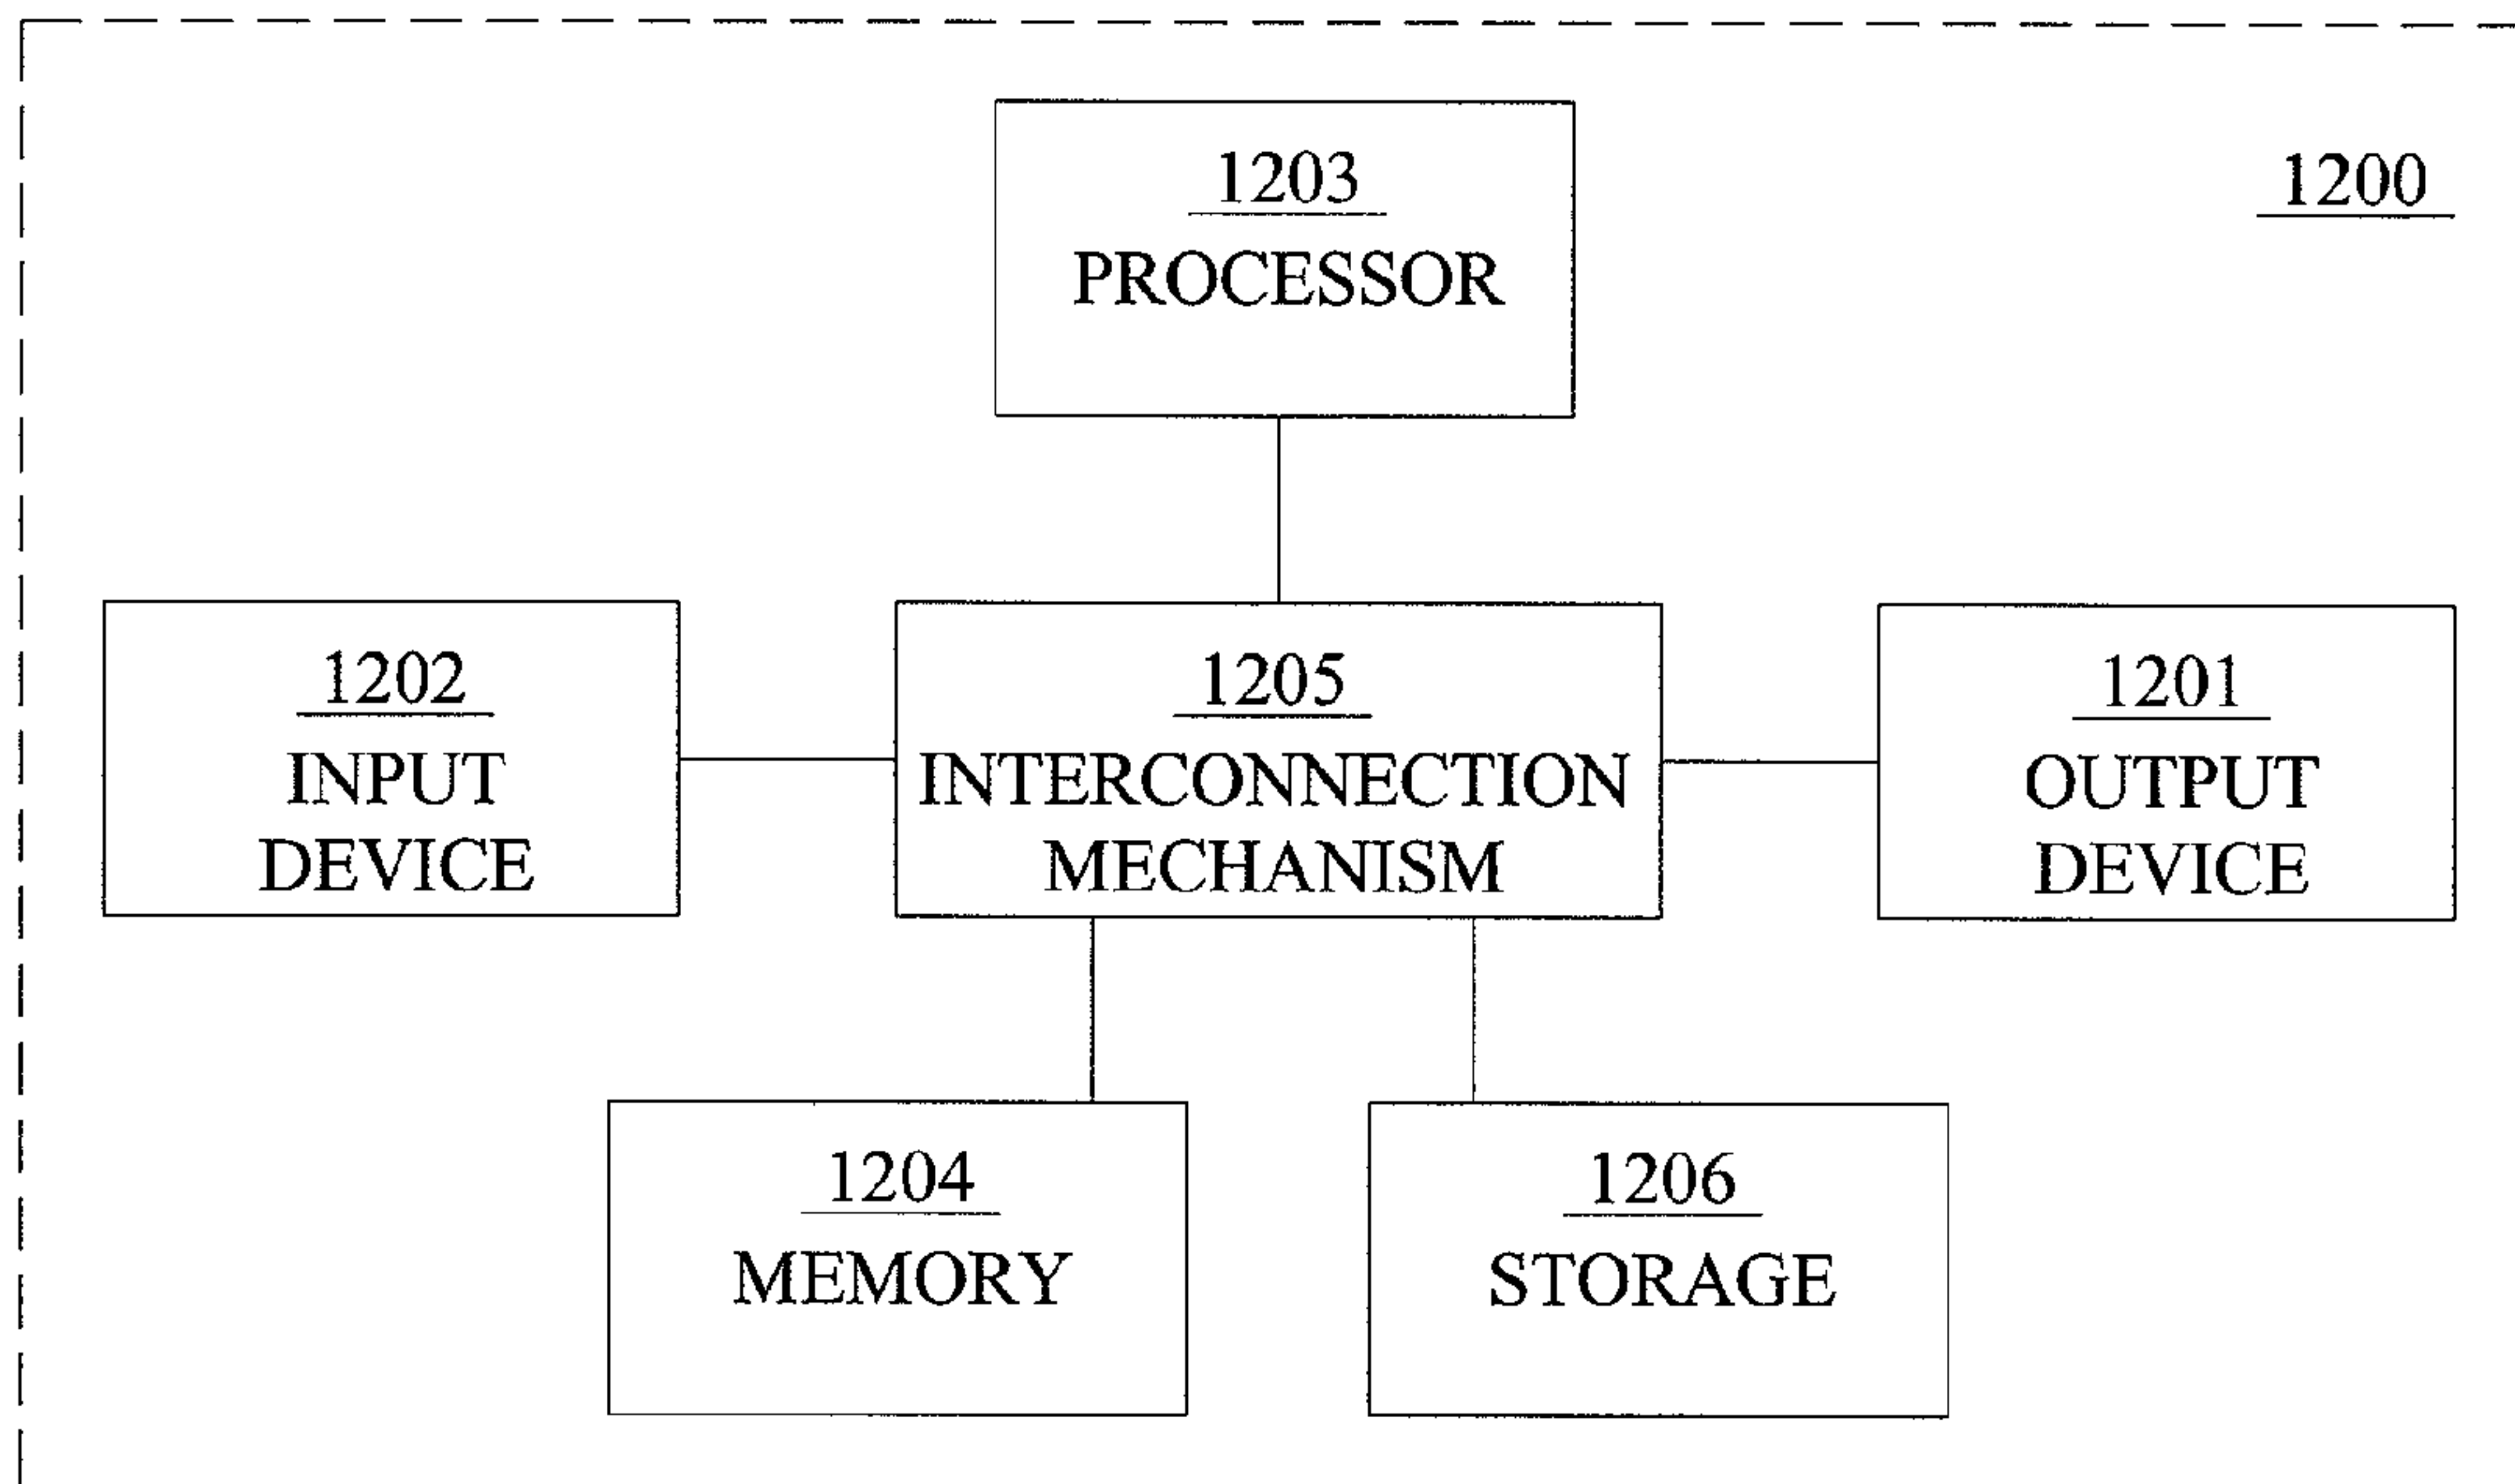 1203
PROCESSOR
1200
1202
INPUT
DEVICE
1205
INTERCONNECTION
MECHANISM
1201
OUTPUT
DEVICE
1204
MEMORY
1206
STORAGE